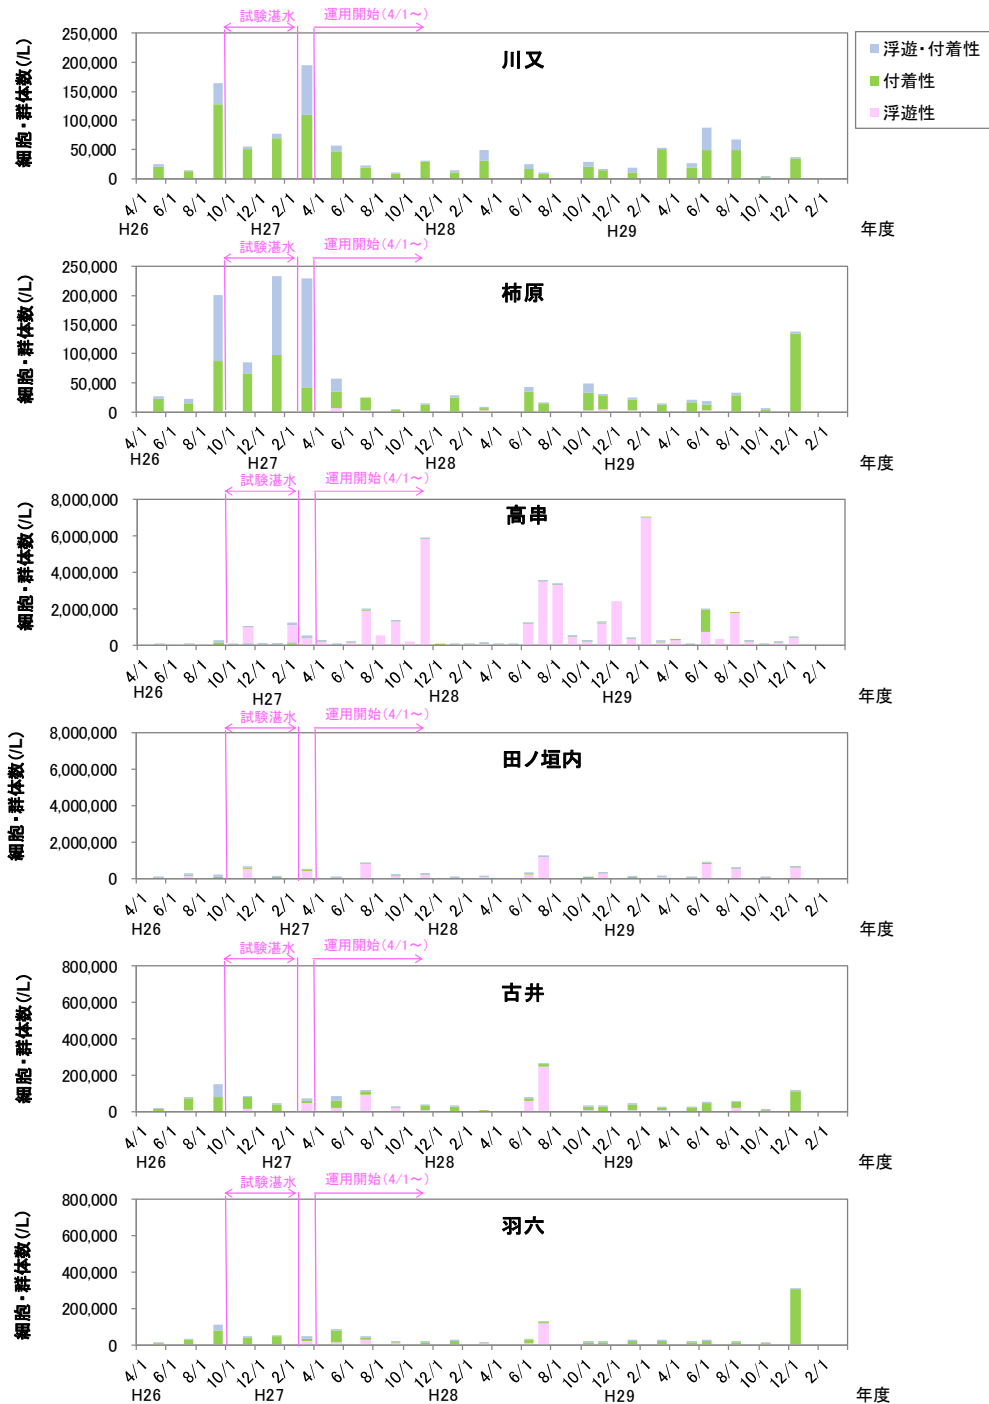 試験湛水
運用開始(4/1～)
細胞・群体数(/L)
川又
250,000
200,000
150,000
100,000
50,000
0
浮遊・付着性
付着性
浮遊性
4/1 6/1 8/1 10/1 12/1 2/1 4/1 6/1 8/1 10/1 12/1 2/1 4/1 6/1 8/1 10/1 12/1 2/1 4/1 6/1 8/1 10/1 12/1 2/1
H26 H27 H28 H29 年度
試験湛水
運用開始(4/1～)
細胞・群体数(/L)
柿原
250,000
200,000
150,000
100,000
50,000
0
4/1 6/1 8/1 10/1 12/1 2/1 4/1 6/1 8/1 10/1 12/1 2/1 4/1 6/1 8/1 10/1 12/1 2/1 4/1 6/1 8/1 10/1 12/1 2/1
H26 H27 H28 H29 年度
試験湛水
運用開始(4/1～)
細胞・群体数(/L)
高串
8,000,000
6,000,000
4,000,000
2,000,000
0
4/1 6/1 8/1 10/1 12/1 2/1 4/1 6/1 8/1 10/1 12/1 2/1 4/1 6/1 8/1 10/1 12/1 2/1 4/1 6/1 8/1 10/1 12/1 2/1
H26 H27 H28 H29 年度
試験湛水
運用開始(4/1～)
細胞・群体数(/L)
田ノ垣内
8,000,000
6,000,000
4,000,000
2,000,000
0
4/1 6/1 8/1 10/1 12/1 2/1 4/1 6/1 8/1 10/1 12/1 2/1 4/1 6/1 8/1 10/1 12/1 2/1 4/1 6/1 8/1 10/1 12/1 2/1
H26 H27 H28 H29 年度
試験湛水
運用開始(4/1～)
細胞・群体数(/L)
古井
800,000
600,000
400,000
200,000
0
4/1 6/1 8/1 10/1 12/1 2/1 4/1 6/1 8/1 10/1 12/1 2/1 4/1 6/1 8/1 10/1 12/1 2/1 4/1 6/1 8/1 10/1 12/1 2/1
H26 H27 H28 H29 年度
試験湛水
運用開始(4/1～)
細胞・群体数(/L)
羽六
800,000
600,000
400,000
200,000
0
4/1 6/1 8/1 10/1 12/1 2/1 4/1 6/1 8/1 10/1 12/1 2/1 4/1 6/1 8/1 10/1 12/1 2/1 4/1 6/1 8/1 10/1 12/1 2/1
H26 H27 H28 H29 年度